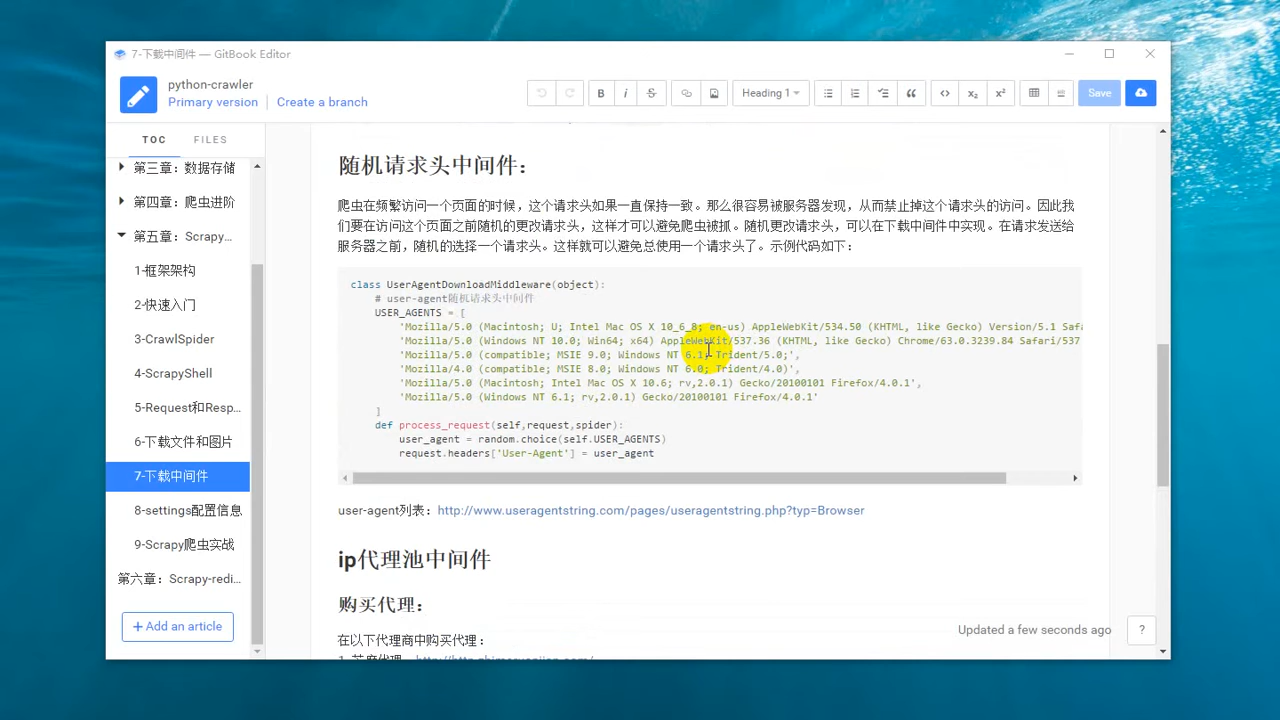 7-下载中间件 — GitBook Editor
python-crawler
Primary version
Create a branch
B
i
S
Heading 1
x₂
x²
Save
TOC
FILES
第三章：数据存储
第四章：爬虫进阶
第五章：Scrapy...
1-框架架构
2-快速入门
3-CrawlSpider
4-ScrapyShell
5-Request和Resp...
6-下载文件和图片
7-下载中间件
8-settings配置信息
9-Scrapy爬虫实战
第六章：Scrapy-redi...
+ Add an article
随机请求头中间件：
爬虫在频繁访问一个页面的时候，这个请求头如果一直保持一致。那么很容易被服务器发现，从而禁止掉这个请求头的访问。因此我
们要在访问这个页面之前随机的更改请求头，这样才可以避免爬虫被抓。随机更改请求头，可以在下载中间件中实现。在请求发送给
服务器之前，随机的选择一个请求头。这样就可以避免总使用一个请求头了。示例代码如下：
class UserAgentDownloadMiddleware(object):
# user-agent随机请求头中间件
USER_AGENTS = [
'Mozilla/5.0 (Macintosh; U; Intel Mac OS X 10_6_8; en-us) AppleWebKit/534.50 (KHTML, like Gecko) Version/5.1 Safa
'Mozilla/5.0 (Windows NT 10.0; Win64; x64) AppleWebKit/537.36 (KHTML, like Gecko) Chrome/63.0.3239.84 Safari/537
'Mozilla/5.0 (compatible; MSIE 9.0; Windows NT 6.1; Trident/5.0;',
'Mozilla/4.0 (compatible; MSIE 8.0; Windows NT 6.0; Trident/4.0)',
'Mozilla/5.0 (Macintosh; Intel Mac OS X 10.6; rv,2.0.1) Gecko/20100101 Firefox/4.0.1',
'Mozilla/5.0 (Windows NT 6.1; rv,2.0.1) Gecko/20100101 Firefox/4.0.1'
]
def process_request(self,request,spider):
user_agent = random.choice(self.USER_AGENTS)
request.headers['User-Agent'] = user_agent
user-agent列表：http://www.useragentstring.com/pages/useragentstring.php?typ=Browser
ip代理池中间件
购买代理：
在以下代理商中购买代理：
Updated a few seconds ago
?